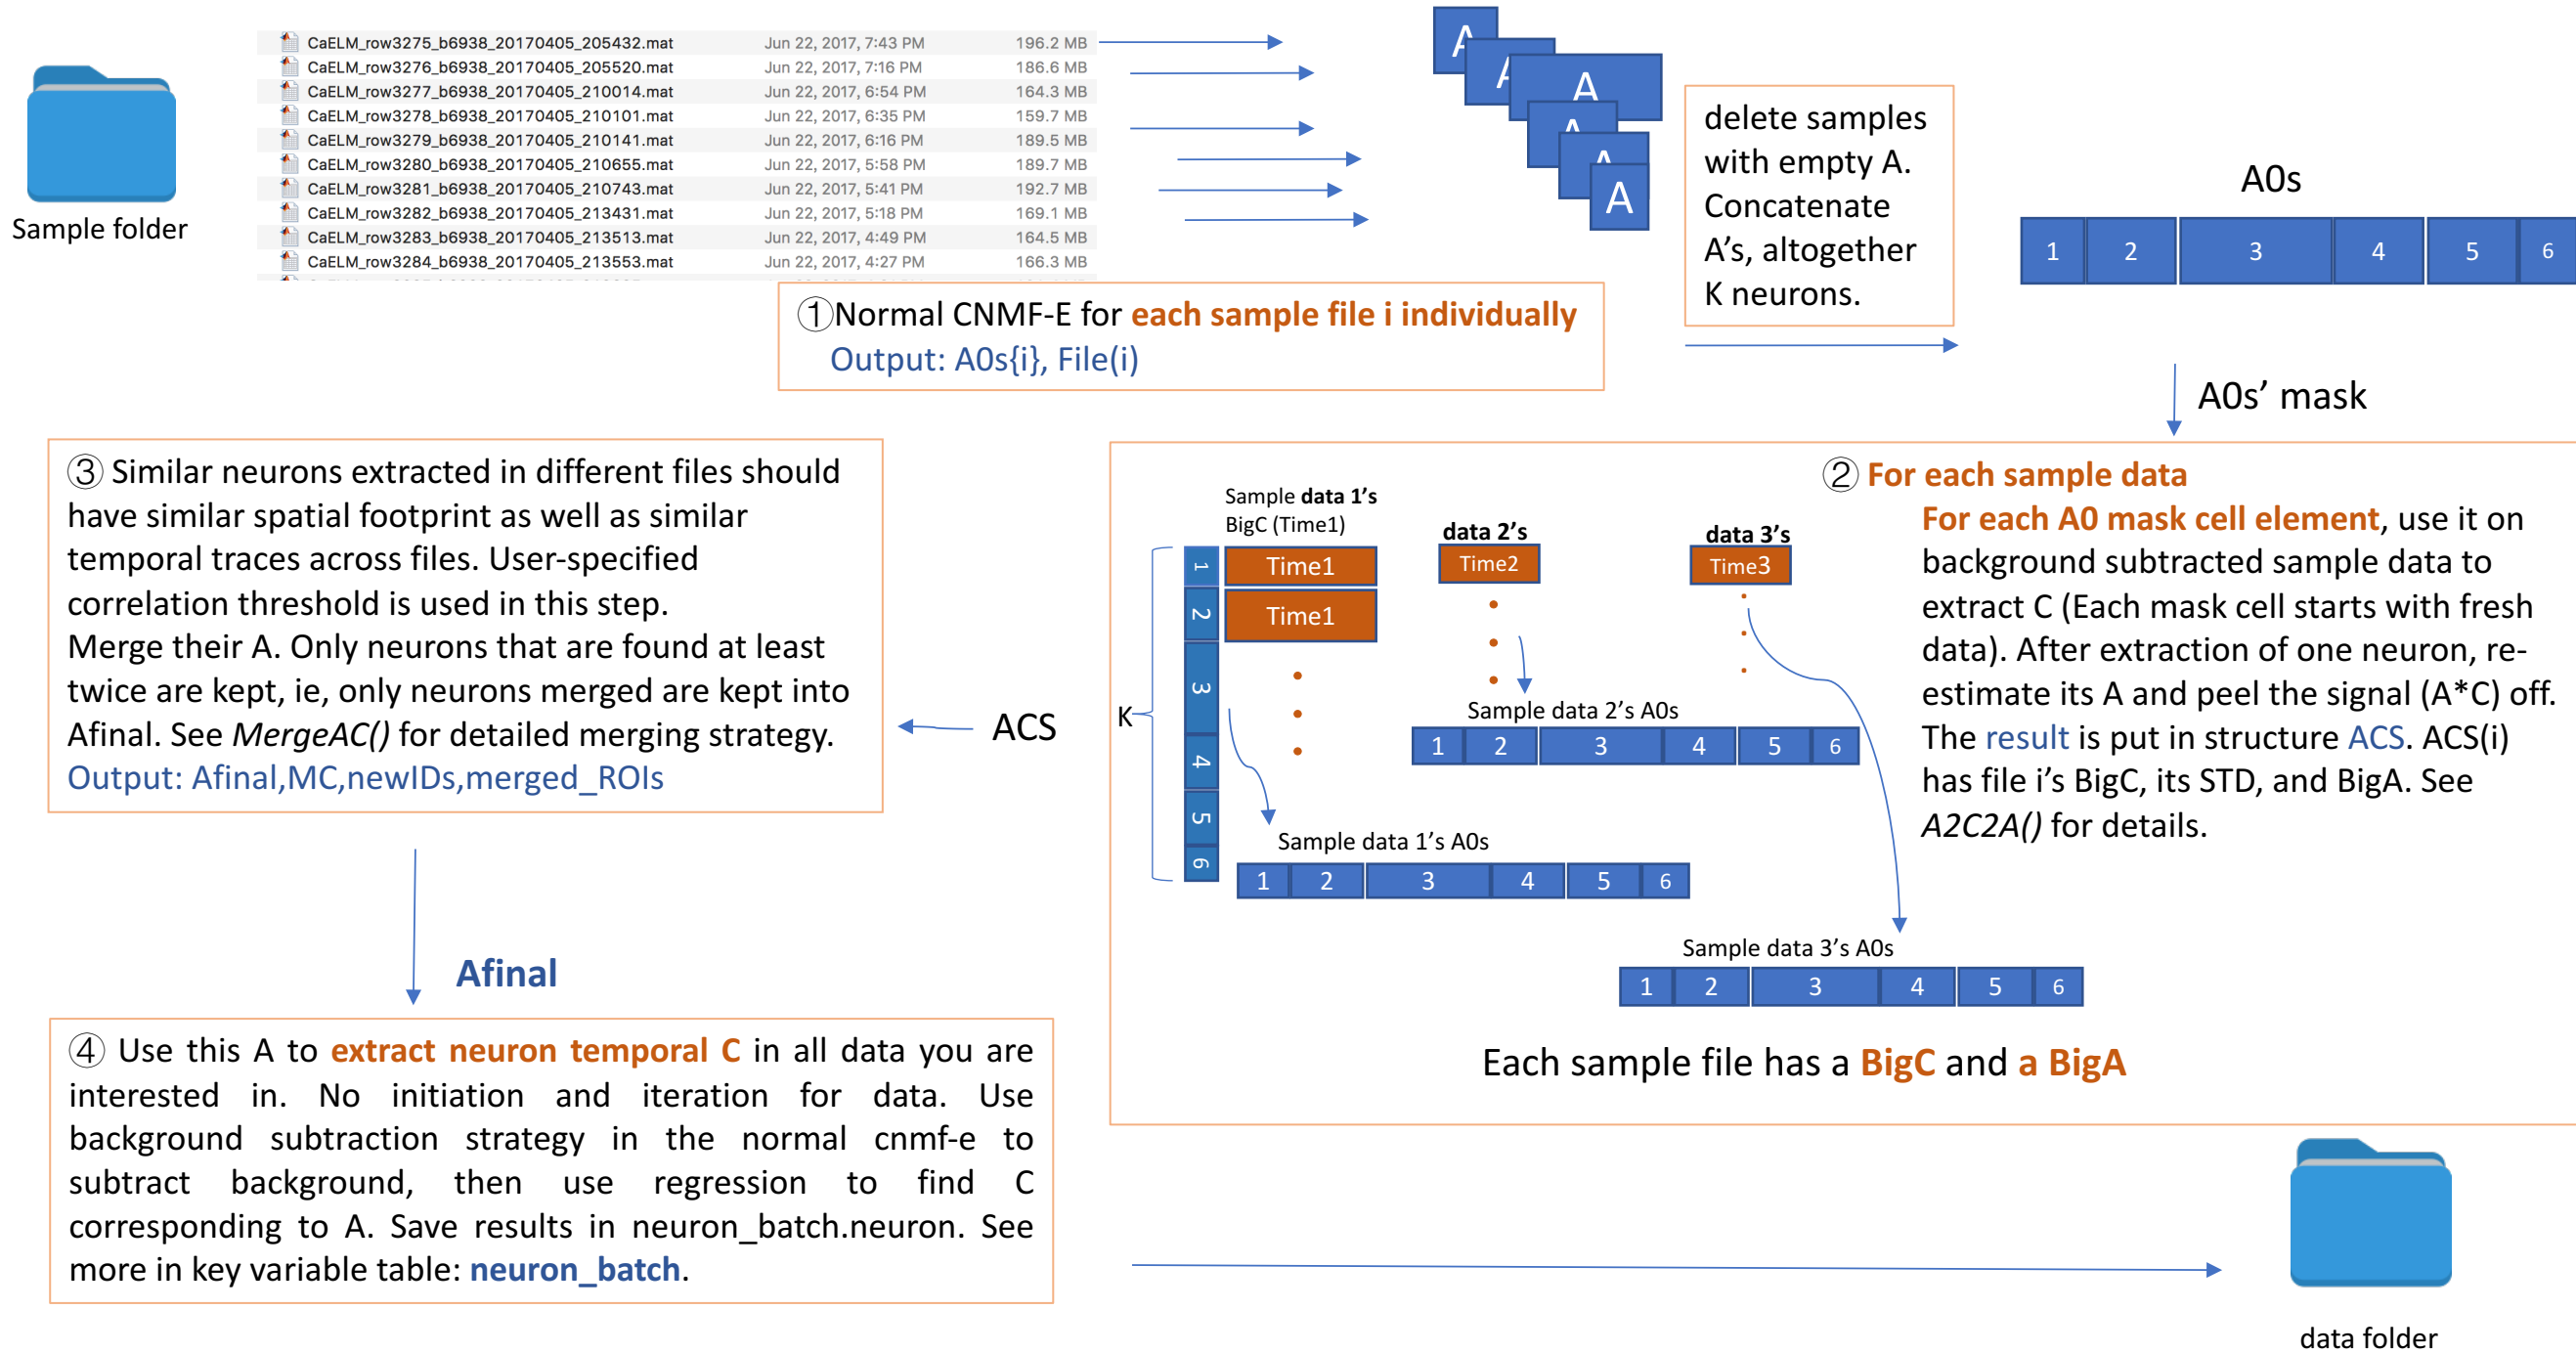 Sample folder
CaELM_row3275_b6938_20170405_205432.mat Jun 22, 2017, 7:43 PM 196.2 MB
CaELM_row3276_b6938_20170405_205520.mat Jun 22, 2017, 7:16 PM 186.6 MB
CaELM_row3277_b6938_20170405_210014.mat Jun 22, 2017, 6:54 PM 164.3 MB
CaELM_row3278_b6938_20170405_210101.mat Jun 22, 2017, 6:35 PM 159.7 MB
CaELM_row3279_b6938_20170405_210141.mat Jun 22, 2017, 6:16 PM 189.5 MB
CaELM_row3280_b6938_20170405_210655.mat Jun 22, 2017, 5:58 PM 189.7 MB
CaELM_row3281_b6938_20170405_210743.mat Jun 22, 2017, 5:41 PM 192.7 MB
CaELM_row3282_b6938_20170405_213431.mat Jun 22, 2017, 5:18 PM 169.1 MB
CaELM_row3283_b6938_20170405_213513.mat Jun 22, 2017, 4:49 PM 164.5 MB
CaELM_row3284_b6938_20170405_213553.mat Jun 22, 2017, 4:27 PM 166.3 MB
①Normal CNMF-E for each sample file i individually
Output: A0s{i}, File(i)
A
A
A
A
A
A
delete samples
with empty A.
Concatenate
A's, altogether
K neurons.
A0s
1 2 3 4 5 6
A0s' mask
② For each sample data
For each A0 mask cell element, use it on
background subtracted sample data to
extract C (Each mask cell starts with fresh
data). After extraction of one neuron, re-
estimate its A and peel the signal (A*C) off.
The result is put in structure ACS. ACS(i)
has file i's BigC, its STD, and BigA. See
A2C2A() for details.
Sample data 1's
BigC (Time1)
data 2's
data 3's
K
1
2
3
4
5
6
Time1
Time1
Time2
Time3
Sample data 2's A0s
1 2 3 4 5 6
Sample data 1's A0s
1 2 3 4 5 6
Sample data 3's A0s
1 2 3 4 5 6
Each sample file has a BigC and a BigA
ACS
③ Similar neurons extracted in different files should
have similar spatial footprint as well as similar
temporal traces across files. User-specified
correlation threshold is used in this step.
Merge their A. Only neurons that are found at least
twice are kept, ie, only neurons merged are kept into
Afinal. See MergeAC() for detailed merging strategy.
Output: Afinal,MC,newIDs,merged_ROIs
Afinal
④ Use this A to extract neuron temporal C in all data you are
interested in. No initiation and iteration for data. Use
background subtraction strategy in the normal cnmf-e to
subtract background, then use regression to find C
corresponding to A. Save results in neuron_batch.neuron. See
more in key variable table: neuron_batch.
data folder